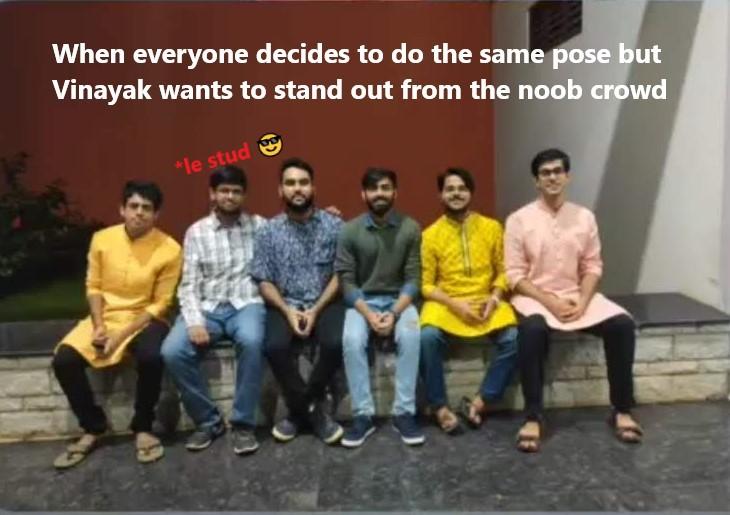 When everyone decides to do the same pose but
Vinayak wants to stand out from the noob crowd
*le stud 😎